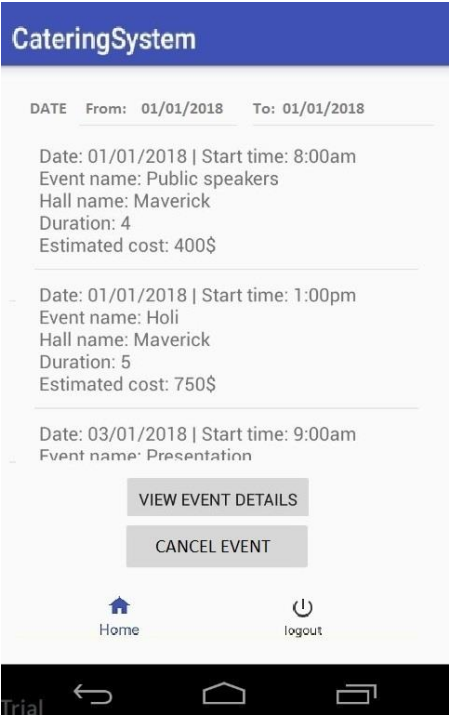 CateringSystem
DATE From: 01/01/2018 To: 01/01/2018
Date: 01/01/2018 | Start time: 8:00am
Event name: Public speakers
Hall name: Maverick
Duration: 4
Estimated cost: 400$
Date: 01/01/2018 | Start time: 1:00pm
Event name: Holi
Hall name: Maverick
Duration: 5
Estimated cost: 750$
Date: 03/01/2018 | Start time: 9:00am
Event name: Presentation
VIEW EVENT DETAILS
CANCEL EVENT
Home logout
Trial